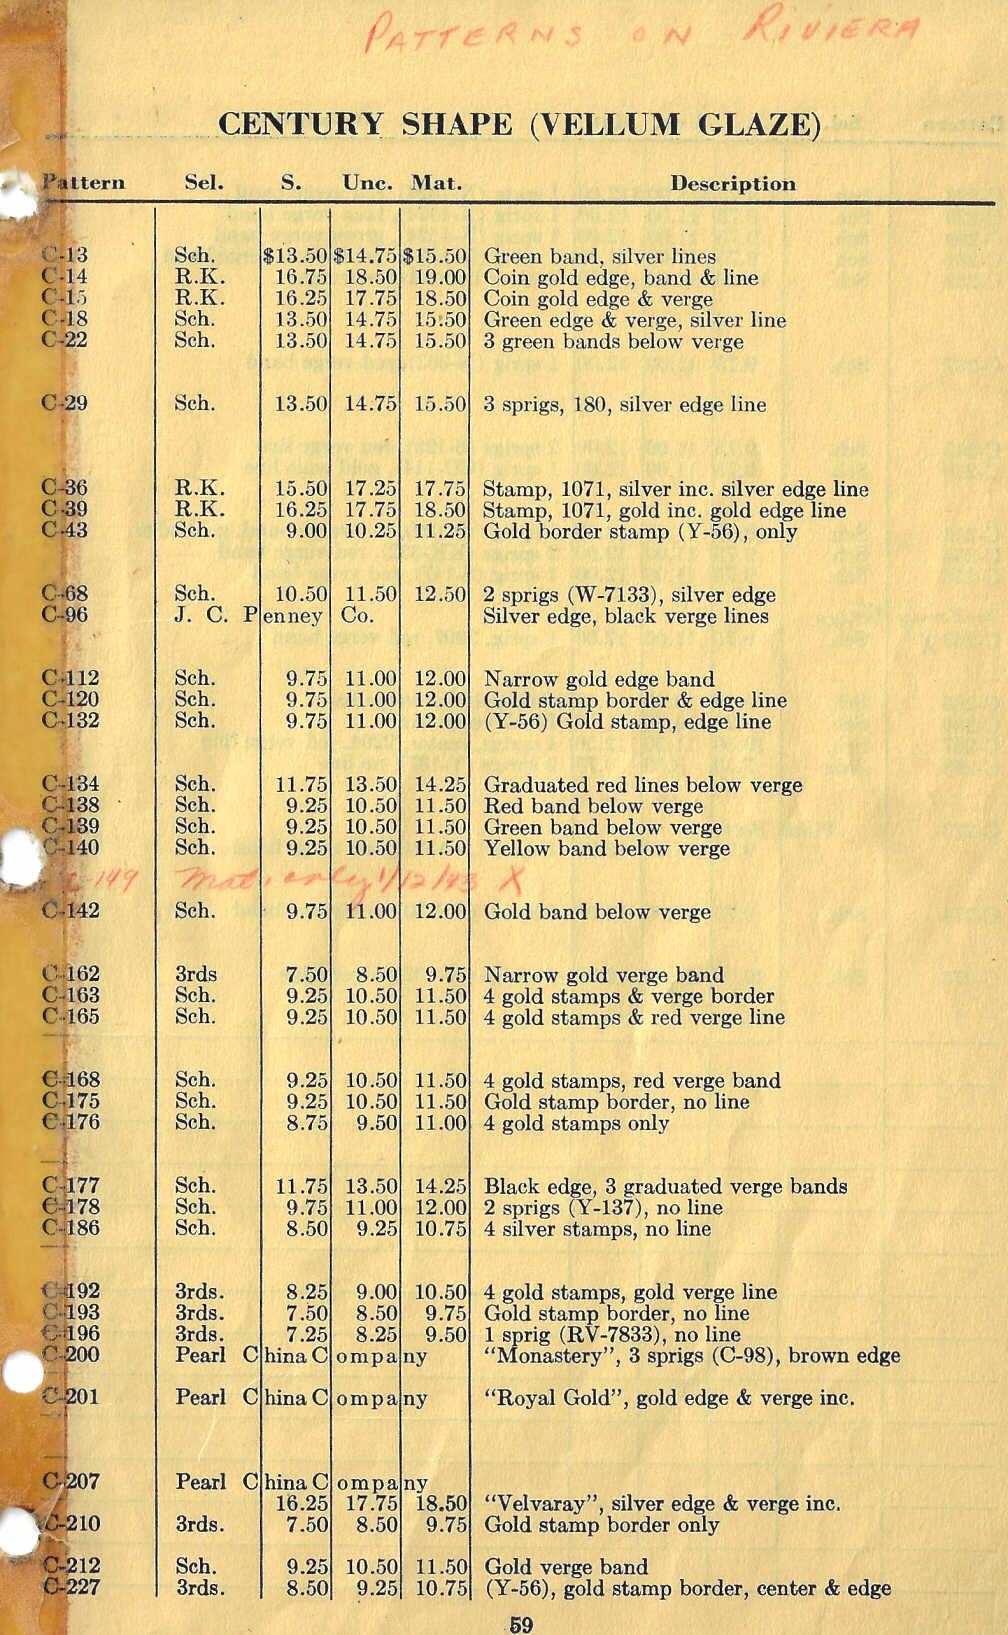 PATTERNS ON RIVIERA
CENTURY SHAPE (VELLUM GLAZE)
Pattern Sel. S. Unc. Mat. Description
C-13 Sch. $13.50 $14.75 $15.50 Green band, silver lines
C-14 R.K. 16.75 18.50 19.00 Coin gold edge, band & line
C-15 R.K. 16.25 17.75 18.50 Coin gold edge & verge
C-18 Sch. 13.50 14.75 15.50 Green edge & verge, silver line
C-22 Sch. 13.50 14.75 15.50 3 green bands below verge
C-29 Sch. 13.50 14.75 15.50 3 sprigs, 180, silver edge line
C-36 R.K. 15.50 17.25 17.75 Stamp, 1071, silver inc. silver edge line
C-39 R.K. 16.25 17.75 18.50 Stamp, 1071, gold inc. gold edge line
C-43 Sch. 9.00 10.25 11.25 Gold border stamp (Y-56), only
C-68 Sch. 10.50 11.50 12.50 2 sprigs (W-7133), silver edge
C-96 J. C. Penney Co. Silver edge, black verge lines
C-112 Sch. 9.75 11.00 12.00 Narrow gold edge band
C-120 Sch. 9.75 11.00 12.00 Gold stamp border & edge line
C-132 Sch. 9.75 11.00 12.00 (Y-56) Gold stamp, edge line
C-134 Sch. 11.75 13.50 14.25 Graduated red lines below verge
C-138 Sch. 9.25 10.50 11.50 Red band below verge
C-139 Sch. 9.25 10.50 11.50 Green band below verge
C-140 Sch. 9.25 10.50 11.50 Yellow band below verge
C-149 Mat. only 1/12/43 X
C-142 Sch. 9.75 11.00 12.00 Gold band below verge
C-162 3rds 7.50 8.50 9.75 Narrow gold verge band
C-163 Sch. 9.25 10.50 11.50 4 gold stamps & verge border
C-165 Sch. 9.25 10.50 11.50 4 gold stamps & red verge line
C-168 Sch. 9.25 10.50 11.50 4 gold stamps, red verge band
C-175 Sch. 9.25 10.50 11.50 Gold stamp border, no line
C-176 Sch. 8.75 9.50 11.00 4 gold stamps only
C-177 Sch. 11.75 13.50 14.25 Black edge, 3 graduated verge bands
C-178 Sch. 9.75 11.00 12.00 2 sprigs (Y-137), no line
C-186 Sch. 8.50 9.25 10.75 4 silver stamps, no line
C-192 3rds. 8.25 9.00 10.50 4 gold stamps, gold verge line
C-193 3rds. 7.50 8.50 9.75 Gold stamp border, no line
C-196 3rds. 7.25 8.25 9.50 1 sprig (RV-7833), no line
C-200 Pearl China Company “Monastery”, 3 sprigs (C-98), brown edge
C-201 Pearl China Company “Royal Gold”, gold edge & verge inc.
C-207 Pearl China Company
16.25 17.75 18.50 “Velvaray”, silver edge & verge inc.
C-210 3rds. 7.50 8.50 9.75 Gold stamp border only
C-212 Sch. 9.25 10.50 11.50 Gold verge band
C-227 3rds. 8.50 9.25 10.75 (Y-56), gold stamp border, center & edge
59